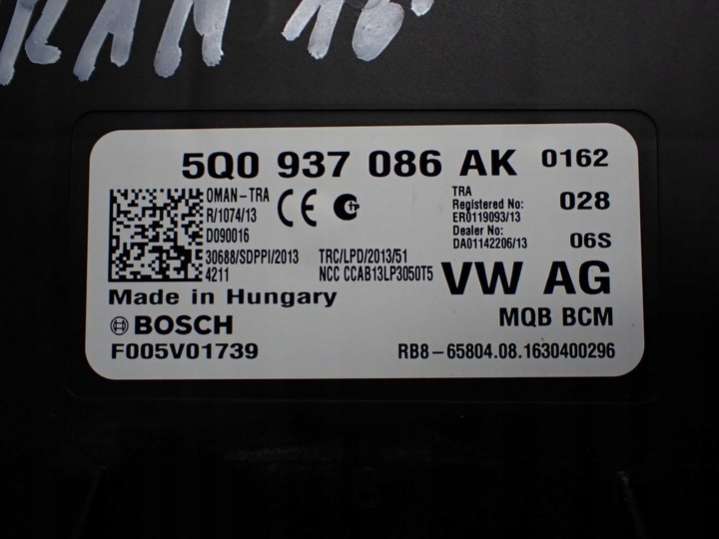 5Q0 937 086 AK 0162
OMAN-TRA
R/1074/13
D090016
30688/SDPPI/2013
4211
TRC/LPD/2013/51
NCC CCAB13LP3050T5
CE
TRA
Registered No:
ER0119093/13
Dealer No:
DA01142206/13
028
06S
VW AG
MQB BCM
Made in Hungary
BOSCH
F005V01739
RB8-65804.08.1630400296